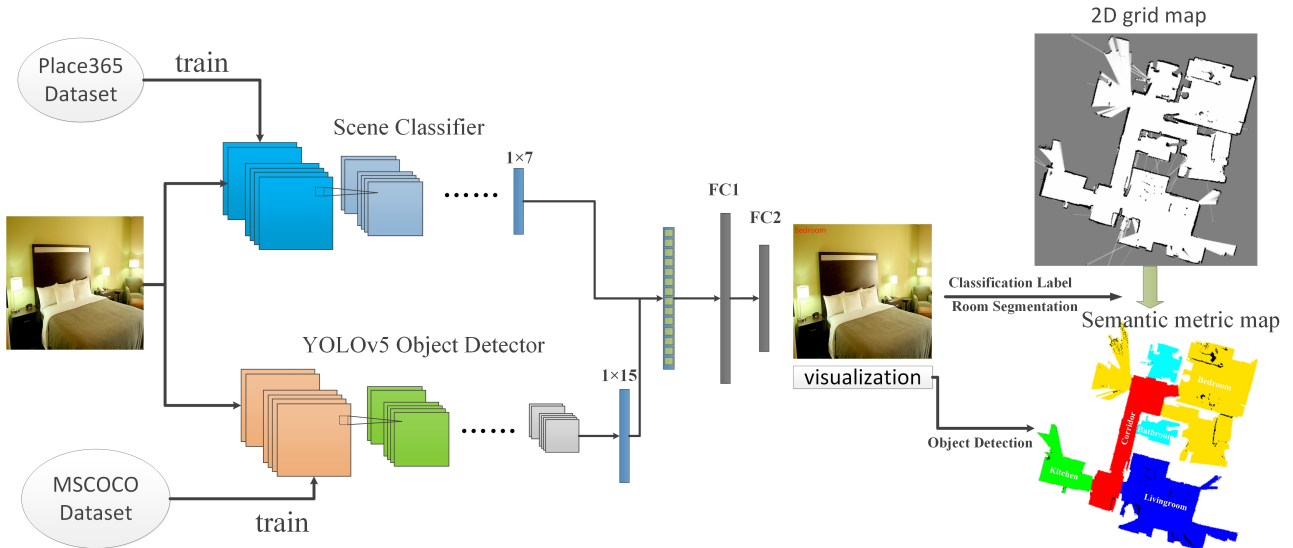 2D grid map
Place365
Dataset
train
Scene Classifier
1×7
FC1
FC2
Bedroom
Classification Label
Room Segmentation
Semantic metric map
YOLOv5 Object Detector
1×15
visualization
Object Detection
Bedroom
Corridor
Bathroom
Kitchen
Livingroom
MSCOCO
Dataset
train